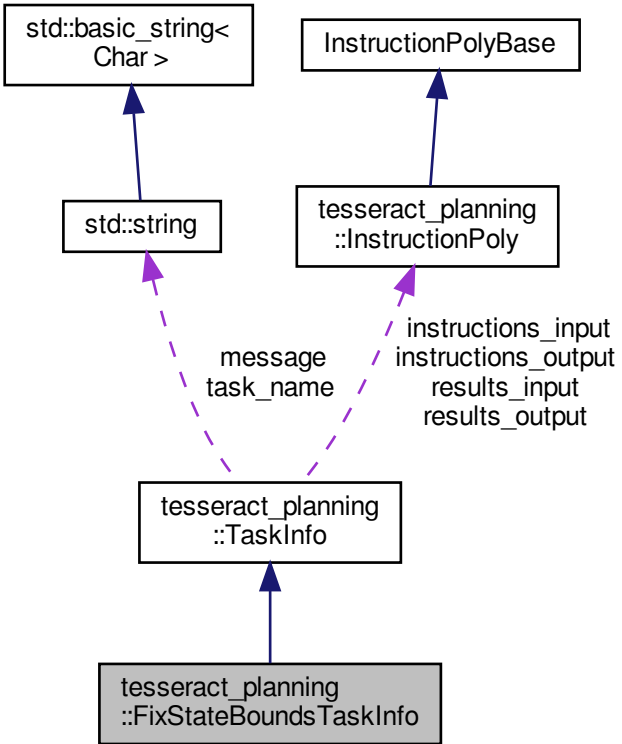 std::basic_string<
Char >
InstructionPolyBase
std::string
tesseract_planning
::InstructionPoly
message
task_name
instructions_input
instructions_output
results_input
results_output
tesseract_planning
::TaskInfo
tesseract_planning
::FixStateBoundsTaskInfo